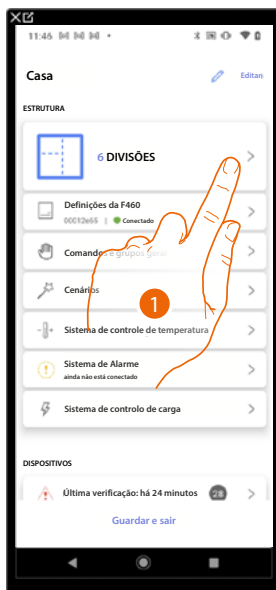 11:46
Casa
Editan
ESTRUTURA
6 DIVISÕES
Definições da F460
00012e65 | Conectado
Comandos e grupos gerais
Cenários
1
Sistema de controle de temperatura
Sistema de Alarme
ainda não está conectado
Sistema de controlo de carga
DISPOSITIVOS
Última verificação: há 24 minutos 28
Guardar e sair